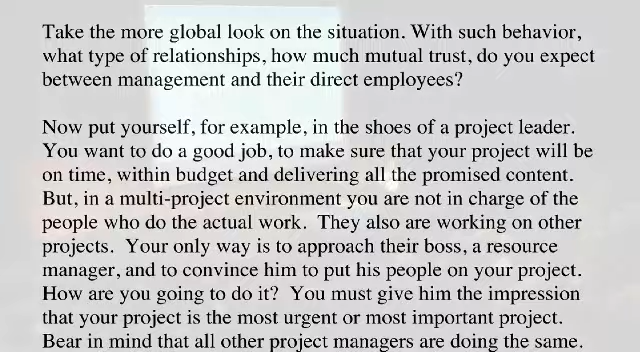 Take the more global look on the situation. With such behavior,
what type of relationships, how much mutual trust, do you expect
between management and their direct employees?
Now put yourself, for example, in the shoes of a project leader.
You want to do a good job, to make sure that your project will be
on time, within budget and delivering all the promised content.
But, in a multi-project environment you are not in charge of the
people who do the actual work. They also are working on other
projects. Your only way is to approach their boss, a resource
manager, and to convince him to put his people on your project.
How are you going to do it? You must give him the impression
that your project is the most urgent or most important project.
Bear in mind that all other project managers are doing the same.